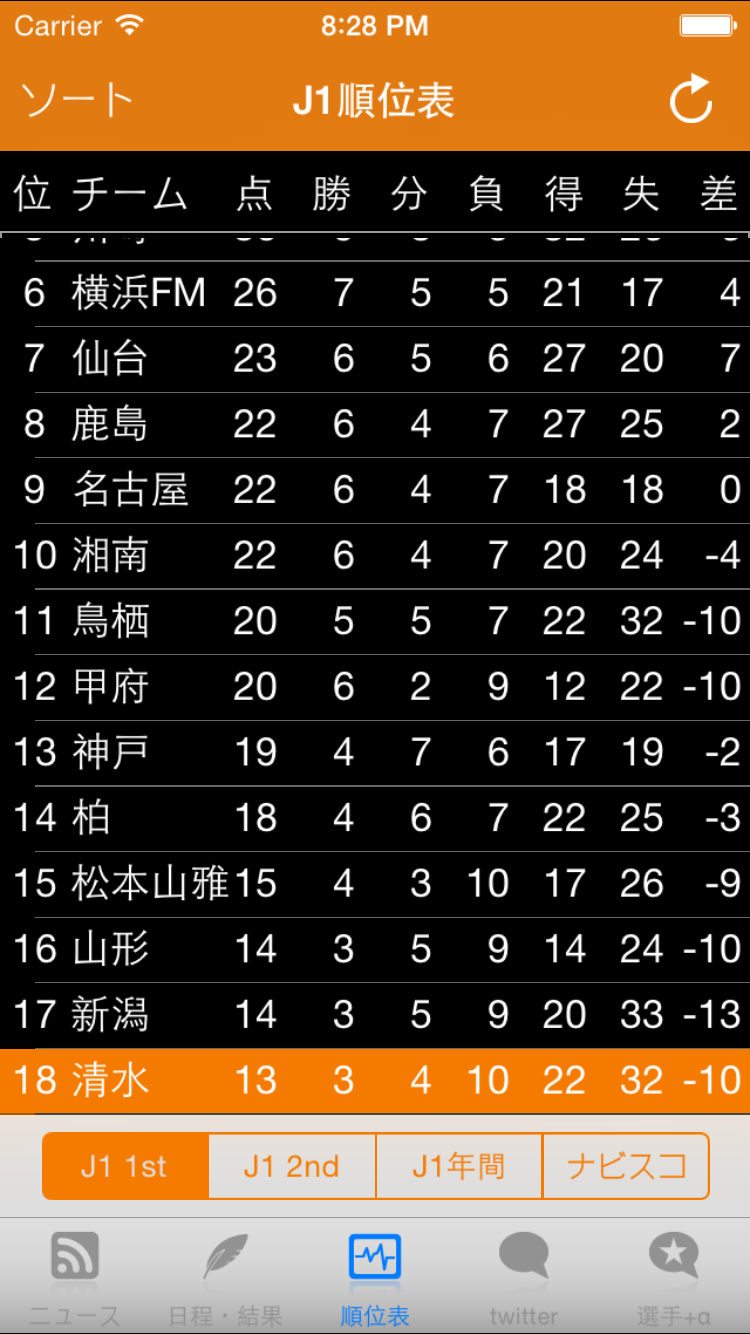 Carrier 8:28 PM
ソート J1順位表
位 チーム 点 勝 分 負 得 失 差
6 横浜FM 26 7 5 5 21 17 4
7 仙台 23 6 5 6 27 20 7
8 鹿島 22 6 4 7 27 25 2
9 名古屋 22 6 4 7 18 18 0
10 湘南 22 6 4 7 20 24 -4
11 鳥栖 20 5 5 7 22 32 -10
12 甲府 20 6 2 9 12 22 -10
13 神戸 19 4 7 6 17 19 -2
14 柏 18 4 6 7 22 25 -3
15 松本山雅 15 4 3 10 17 26 -9
16 山形 14 3 5 9 14 24 -10
17 新潟 14 3 5 9 20 33 -13
18 清水 13 3 4 10 22 32 -10
J1 1st J1 2nd J1年間 ナビスコ
ニュース 日程・結果 順位表 twitter 選手+α